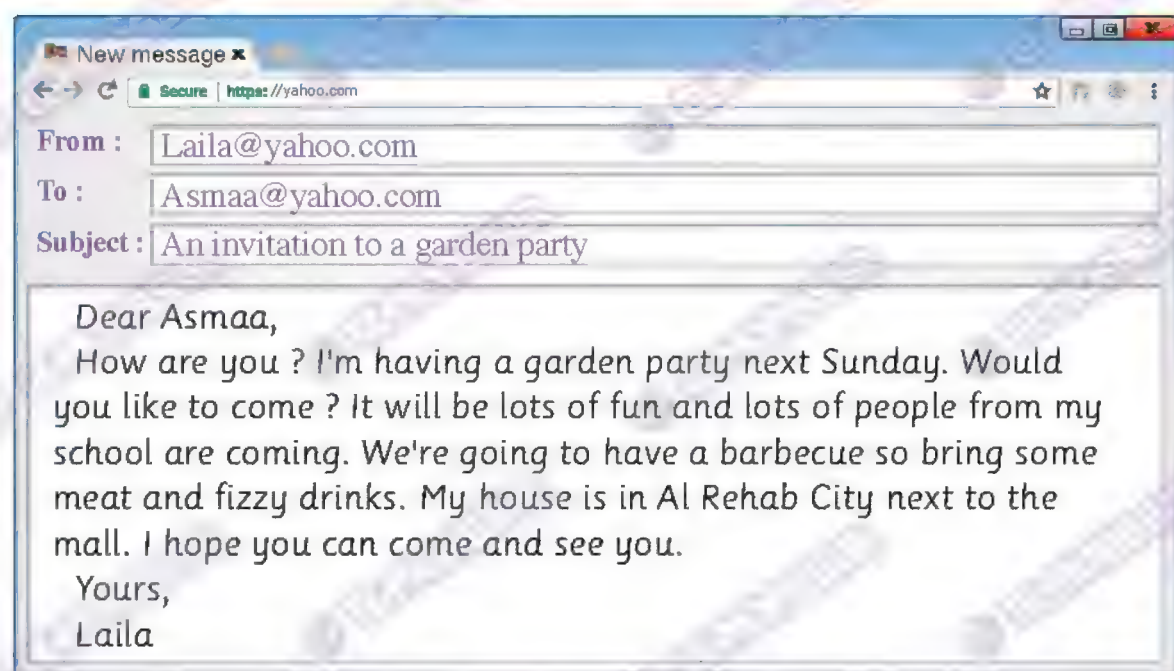 New message ×
Secure | https://yahoo.com
From : Laila@yahoo.com
To : Asmaa@yahoo.com
Subject : An invitation to a garden party
Dear Asmaa,
How are you ? I'm having a garden party next Sunday. Would
you like to come ? It will be lots of fun and lots of people from my
school are coming. We're going to have a barbecue so bring some
meat and fizzy drinks. My house is in Al Rehab City next to the
mall. I hope you can come and see you.
Yours,
Laila